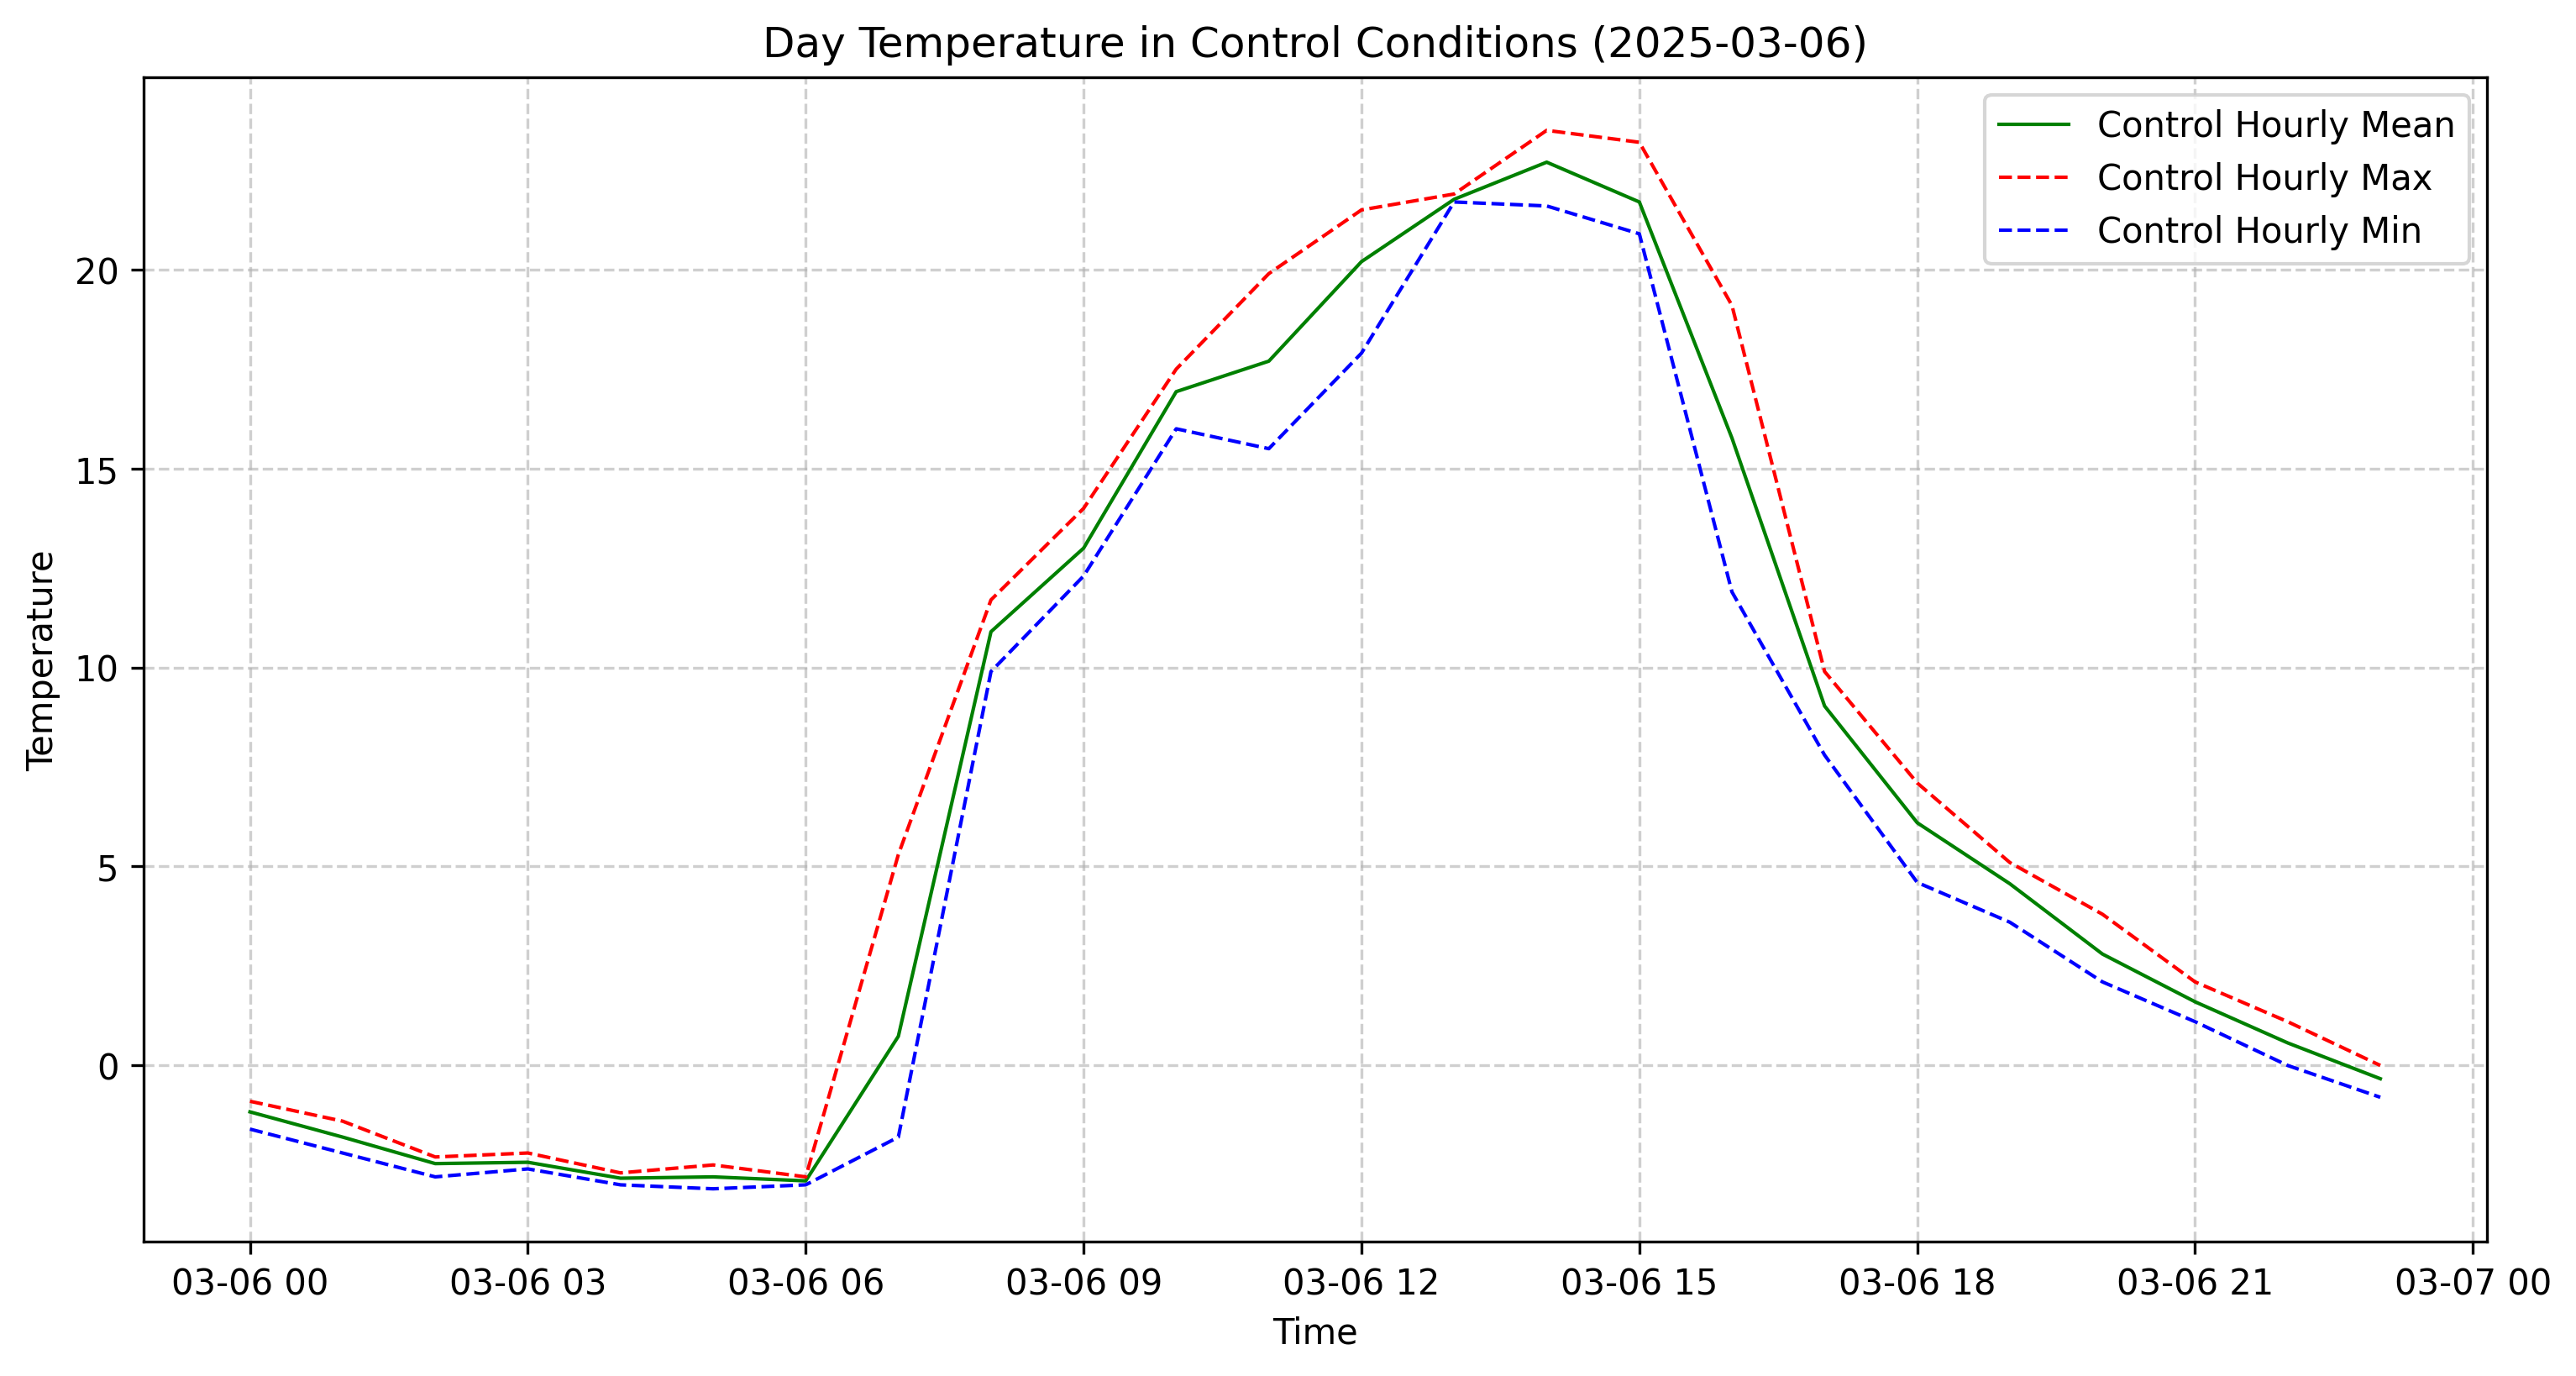 Day Temperature in Control Conditions (2025-03-06)
Control Hourly Mean
Control Hourly Max
Control Hourly Min
Temperature
20
15
10
5
0
03-06 00 03-06 03 03-06 06 03-06 09 03-06 12 03-06 15 03-06 18 03-06 21 03-07 00
Time